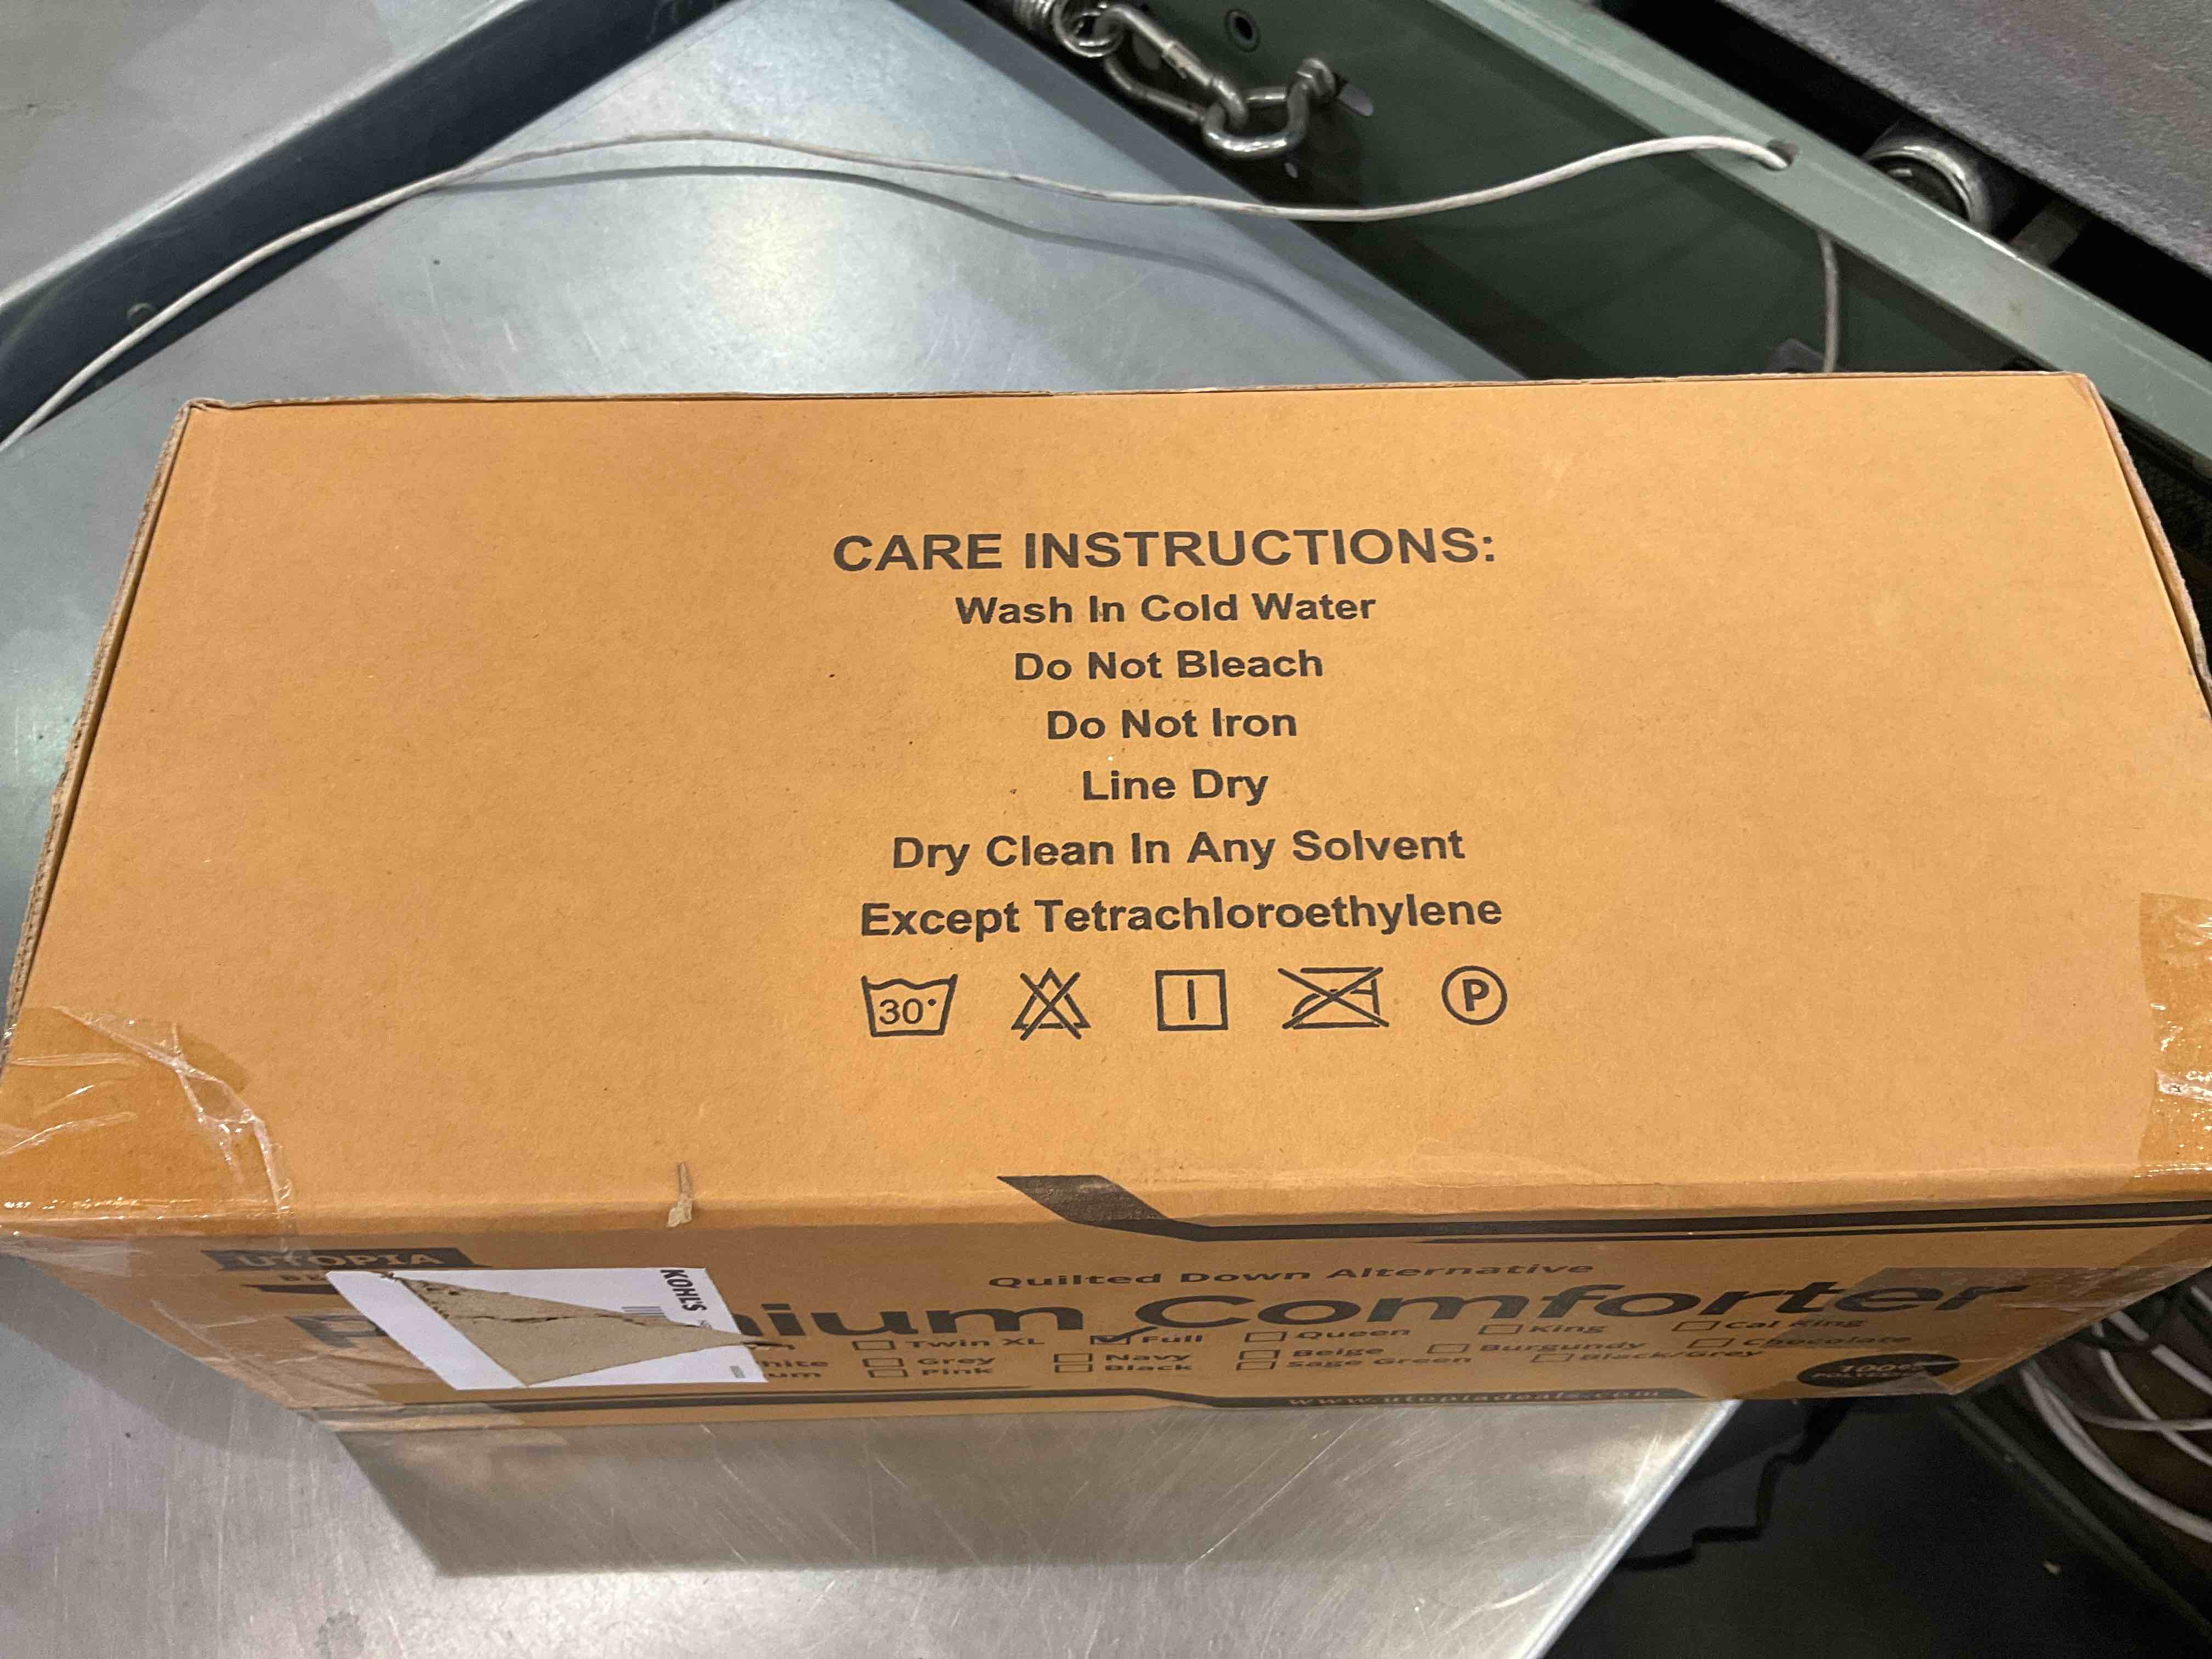 CARE INSTRUCTIONS:
Wash In Cold Water
Do Not Bleach
Do Not Iron
Line Dry
Dry Clean In Any Solvent
Except Tetrachloroethylene
30°
P
UTOPIA
KOHL'S
Quilted Down Alternative
Comforter
Twin XL Full Queen King Cal King
Grey Navy Beige Burgundy Chocolate
Pink Black Sage Green Black/Grey
www.utopiadeals.com